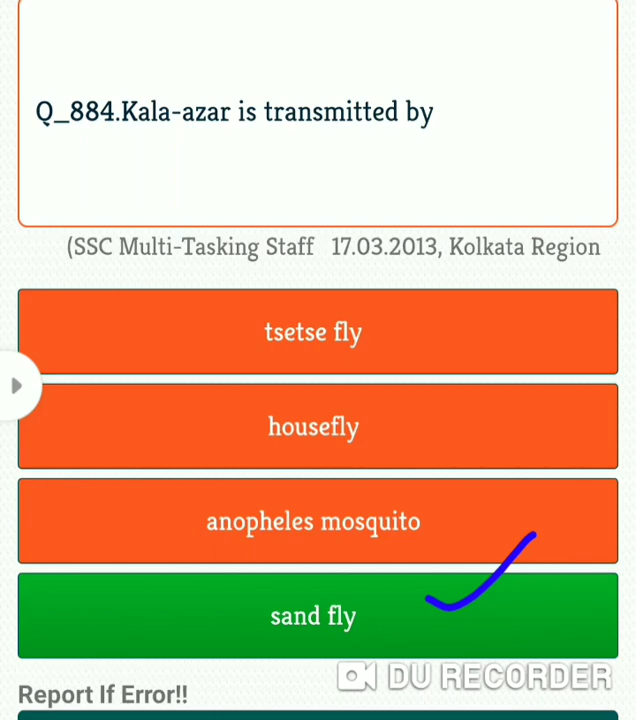 Q_884.Kala-azar is transmitted by
(SSC Multi-Tasking Staff 17.03.2013, Kolkata Region
tsetse fly
housefly
anopheles mosquito
sand fly
DU RECORDER
Report If Error!!